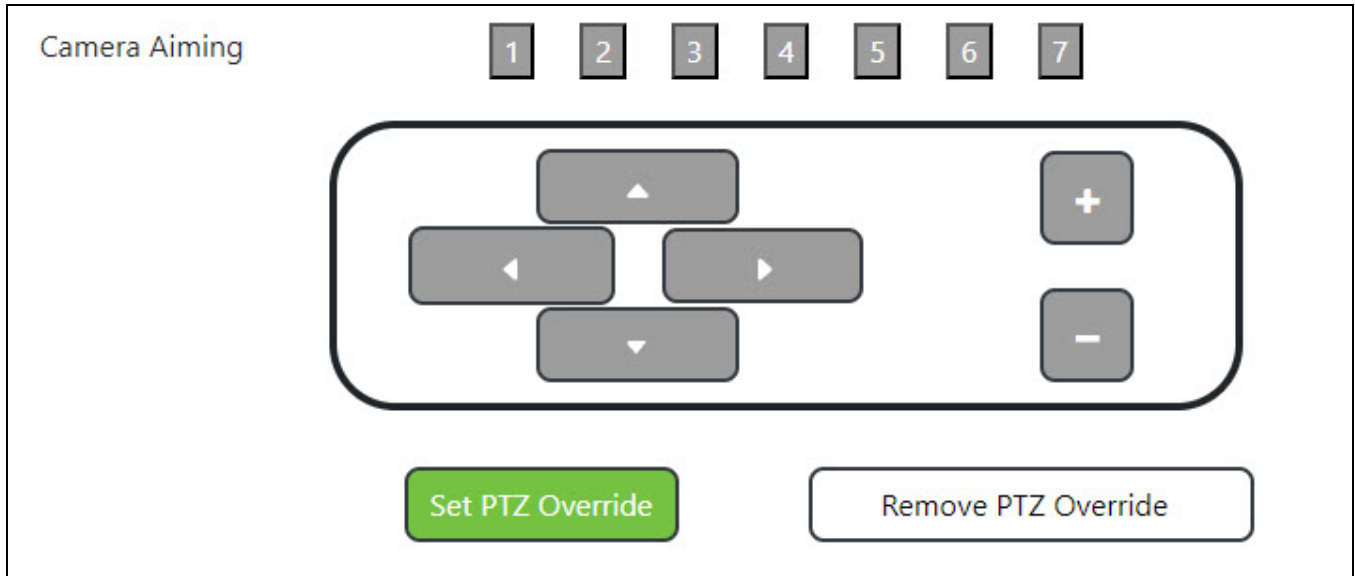 Camera Aiming 1 2 3 4 5 6 7
+
−
Set PTZ Override Remove PTZ Override